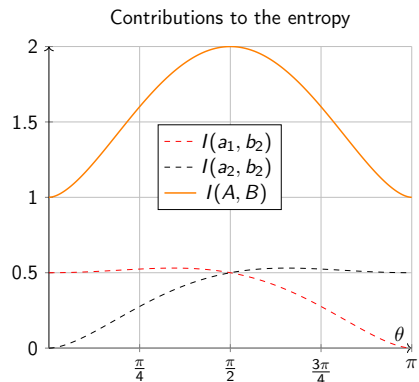 Contributions to the entropy
2
1.5
1
0.5
0
I(a₁, b₂)
I(a₂, b₂)
I(A, B)
θ
π/4
π/2
3π/4
π